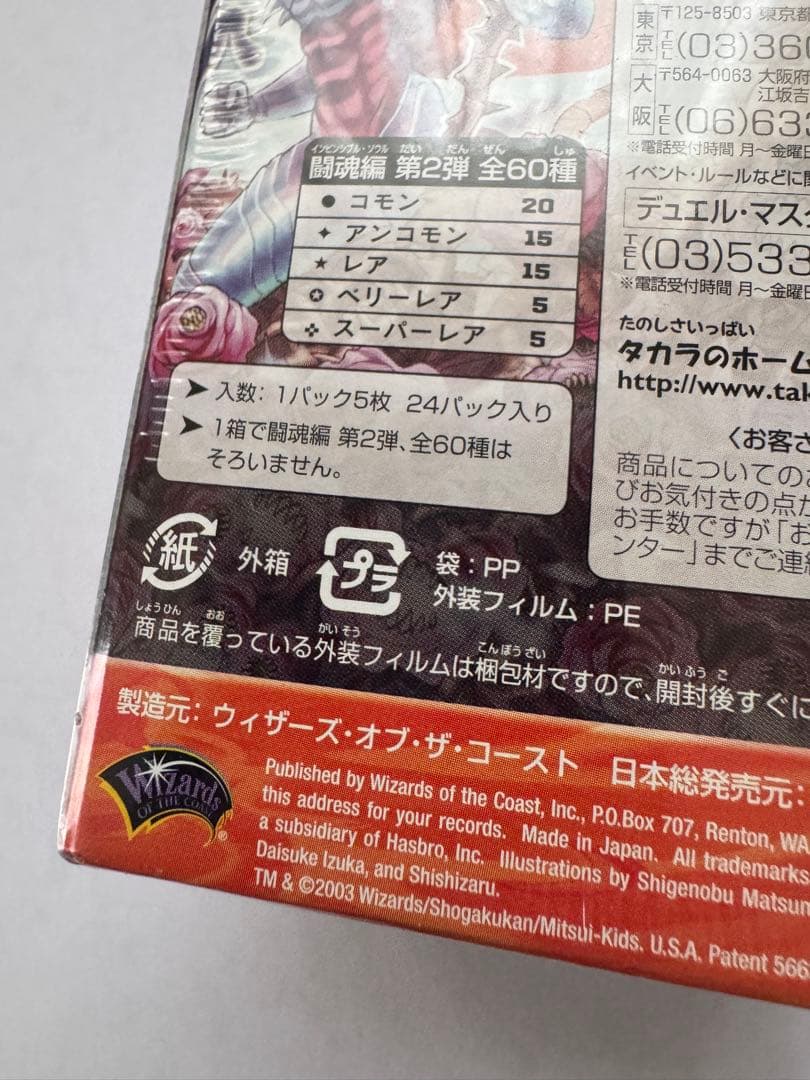 東京
〒125-8503 東京都
TEL(03)360
大阪
〒564-0063 大阪府
江坂
TEL(06)633
※電話受付時間 月〜金曜日
イベント・ルールなどに
デュエル・マス
TEL(03)533
※電話受付時間 月〜金曜日
たのしさいっぱい
タカラのホーム
http://www.tak
〈お客さ
商品についての
びお気付きの点
お手数ですが「お
ンター」までご連
インビンシブル・ソウル だい だん ぜん しゅ
闘魂編 第2弾 全60種
● コモン 20
✦ アンコモン 15
★ レア 15
✪ ベリーレア 5
✤ スーパーレア 5
➤ 入数: 1パック5枚 24パック入り
➤ 1箱で闘魂編 第2弾、全60種は
そろいません。
紙 外箱
プラ 袋:PP
外装フィルム:PE
しょうひん おお がいそう こんぽうざい かいふうご
商品を覆っている外装フィルムは梱包材ですので、開封後すぐに
製造元: ウィザーズ・オブ・ザ・コースト 日本総発売元:
Wizards
OF THE COAST
®
Published by Wizards of the Coast, Inc., P.O.Box 707, Renton, WA
this address for your records. Made in Japan. All trademarks
a subsidiary of Hasbro, Inc. Illustrations by Shigenobu Matsum
Daisuke Izuka, and Shishizaru.
TM & ©2003 Wizards/Shogakukan/Mitsui-Kids. U.S.A. Patent 566